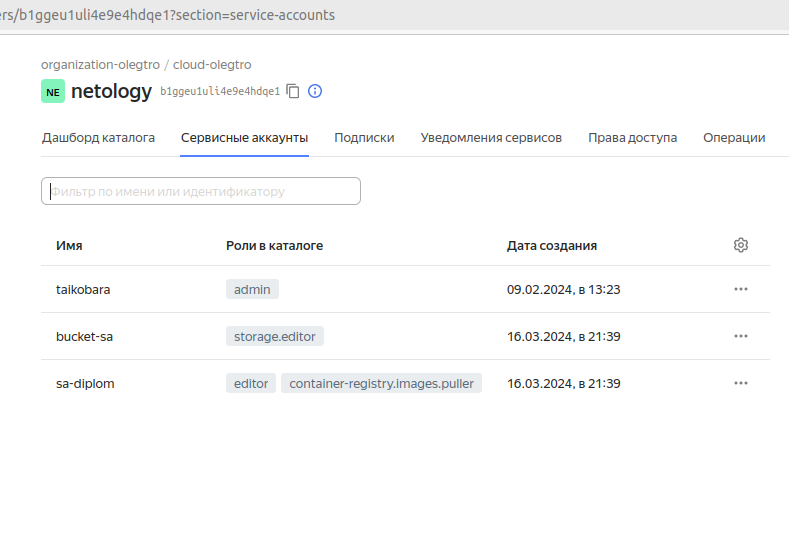 ers/b1ggeu1uli4e9e4hdqe1?section=service-accounts
organization-olegtro / cloud-olegtro
NE netology b1ggeu1uli4e9e4hdqe1
Дашборд каталога Сервисные аккаунты Подписки Уведомления сервисов Права доступа Операции
Фильтр по имени или идентификатору
Имя Роли в каталоге Дата создания
taikobara admin 09.02.2024, в 13:23
bucket-sa storage.editor 16.03.2024, в 21:39
sa-diplom editor container-registry.images.puller 16.03.2024, в 21:39